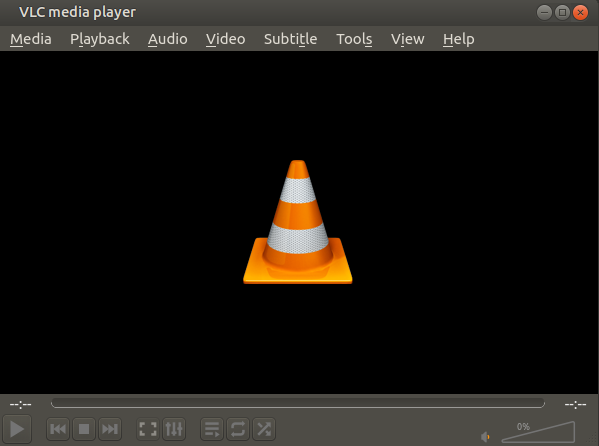 VLC media player
Media Playback Audio Video Subtitle Tools View Help
--:-- --:--
0%